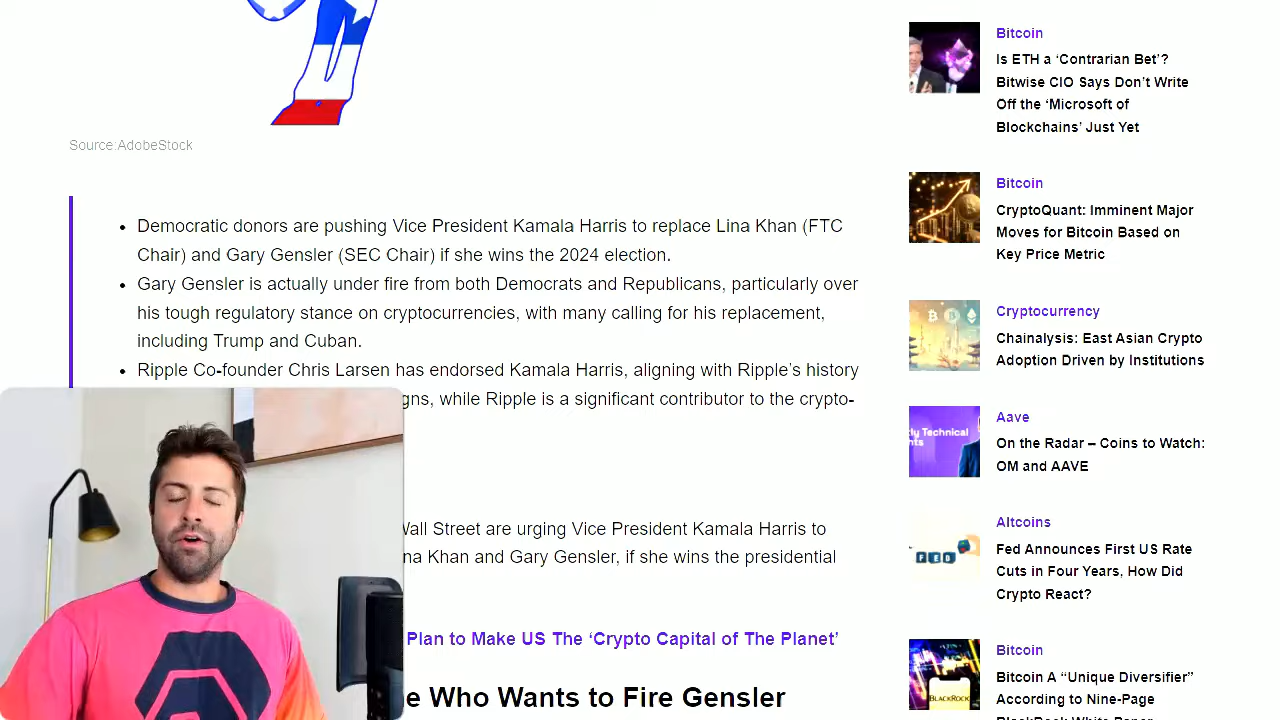 Source:AdobeStock
• Democratic donors are pushing Vice President Kamala Harris to replace Lina Khan (FTC
Chair) and Gary Gensler (SEC Chair) if she wins the 2024 election.
• Gary Gensler is actually under fire from both Democrats and Republicans, particularly over
his tough regulatory stance on cryptocurrencies, with many calling for his replacement,
including Trump and Cuban.
• Ripple Co-founder Chris Larsen has endorsed Kamala Harris, aligning with Ripple's history
gns, while Ripple is a significant contributor to the crypto-
Wall Street are urging Vice President Kamala Harris to
na Khan and Gary Gensler, if she wins the presidential
Plan to Make US The ‘Crypto Capital of The Planet’
e Who Wants to Fire Gensler
Bitcoin
Is ETH a ‘Contrarian Bet’?
Bitwise CIO Says Don’t Write
Off the ‘Microsoft of
Blockchains’ Just Yet
Bitcoin
CryptoQuant: Imminent Major
Moves for Bitcoin Based on
Key Price Metric
Cryptocurrency
Chainalysis: East Asian Crypto
Adoption Driven by Institutions
Aave
On the Radar – Coins to Watch:
OM and AAVE
Technical
Altcoins
Fed Announces First US Rate
Cuts in Four Years, How Did
Crypto React?
FED
Bitcoin
Bitcoin A “Unique Diversifier”
According to Nine-Page
BlackRock White Paper
BLACKROCK